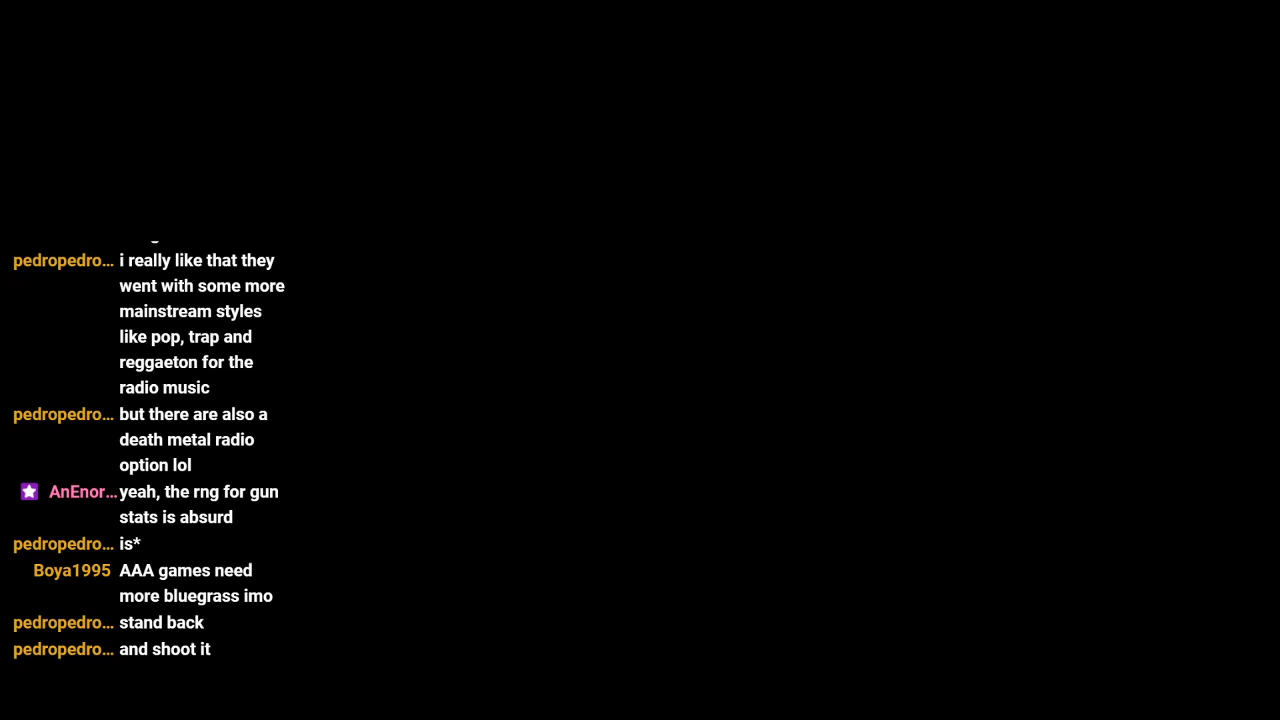 pedropedro… i really like that they
went with some more
mainstream styles
like pop, trap and
reggaeton for the
radio music
pedropedro… but there are also a
death metal radio
option lol
AnEnor… yeah, the rng for gun
stats is absurd
pedropedro… is*
Boya1995 AAA games need
more bluegrass imo
pedropedro… stand back
pedropedro… and shoot it